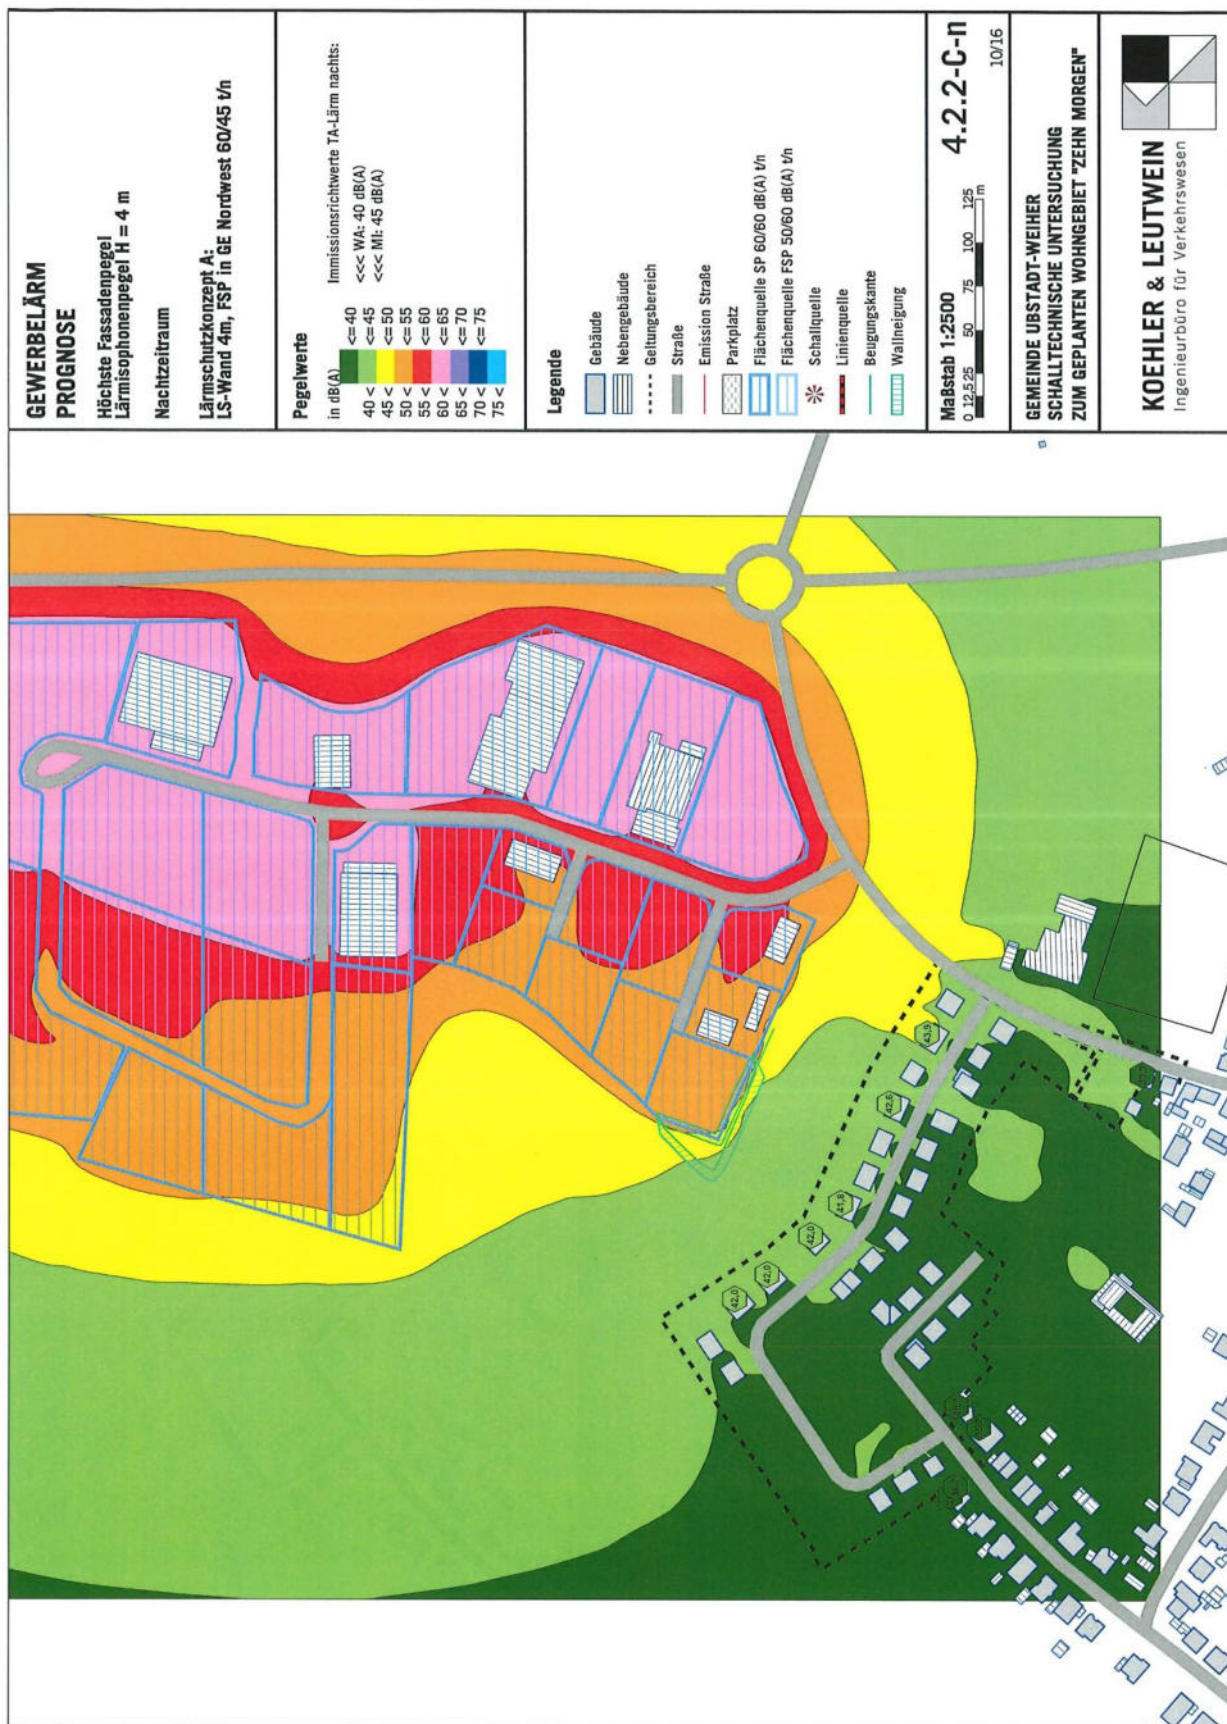 GEWERBELÄRM
PROGNOSE
Höchste Fassadenpegel
Lärmisophonenpegel H = 4 m
Nachtzeitraum
Lärmschutzkonzept A:
LS-Wand 4m, FSP in GE Nordwest 60/45 t/n
Pegelwerte
in dB(A)
Immissionsrichtwerte TA-Lärm nachts:
<= 40
<<< WA: 40 dB(A)
40 < <= 45
<<< MI: 45 dB(A)
45 < <= 50
50 < <= 55
55 < <= 60
60 < <= 65
65 < <= 70
70 < <= 75
75 <
Legende
Gebäude
Nebengebäude
Geltungsbereich
Straße
Emission Straße
Parkplatz
Flächenquelle SP 60/60 dB(A) t/n
Flächenquelle FSP 50/60 dB(A) t/n
Schallquelle
Linienquelle
Beugungskante
Wallneigung
Maßstab 1:2500
0 12,5 25 50 75 100 125
m
4.2.2-C-n
10/16
GEMEINDE UBSTADT-WEIHER
SCHALLTECHNISCHE UNTERSUCHUNG
ZUM GEPLANTEN WOHNGEBIET "ZEHN MORGEN"
KOEHLER & LEUTWEIN
Ingenieurbüro für Verkehrswesen
42,0
42,0
42,0
41,8
42,6
43,9